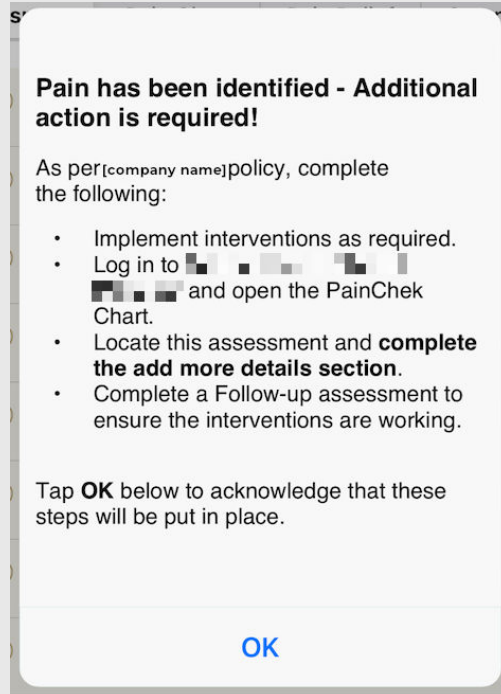 Pain has been identified - Additional
action is required!
As per[company name]policy, complete
the following:
• Implement interventions as required.
• Log in to
and open the PainChek
Chart.
• Locate this assessment and complete
the add more details section.
• Complete a Follow-up assessment to
ensure the interventions are working.
Tap OK below to acknowledge that these
steps will be put in place.
OK